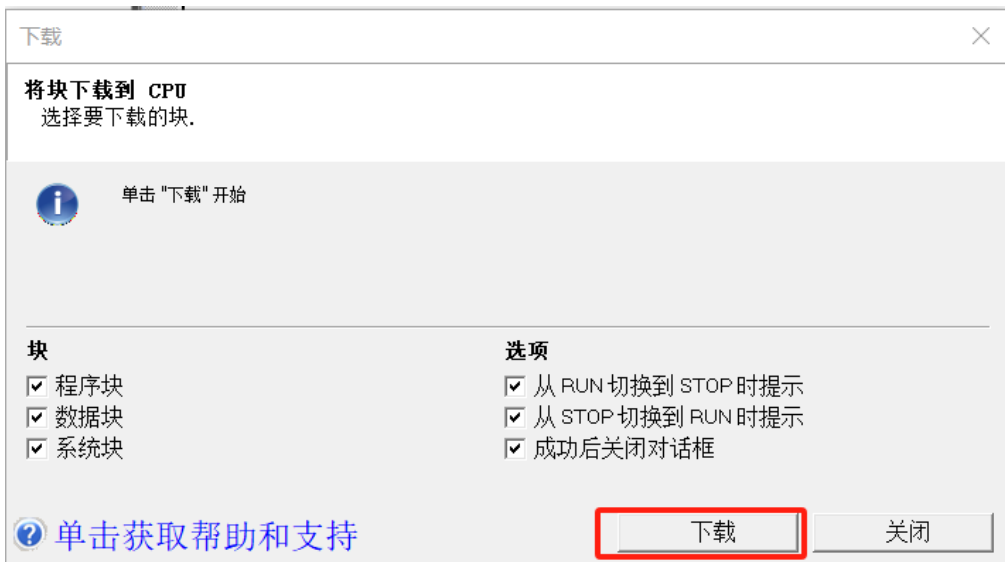 下载
将块下载到 CPU
选择要下载的块.
单击 "下载" 开始
块
程序块
数据块
系统块
选项
从 RUN 切换到 STOP 时提示
从 STOP 切换到 RUN 时提示
成功后关闭对话框
单击获取帮助和支持
下载
关闭